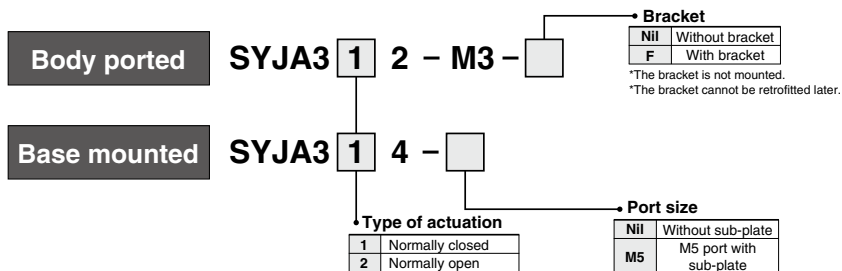 Bracket
Nil Without bracket
F With bracket
*The bracket is not mounted.
*The bracket cannot be retrofitted later.
Body ported SYJA3 1 2 – M3 –
Base mounted SYJA3 1 4 –
Type of actuation
1 Normally closed
2 Normally open
Port size
Nil Without sub-plate
M5 M5 port with
sub-plate